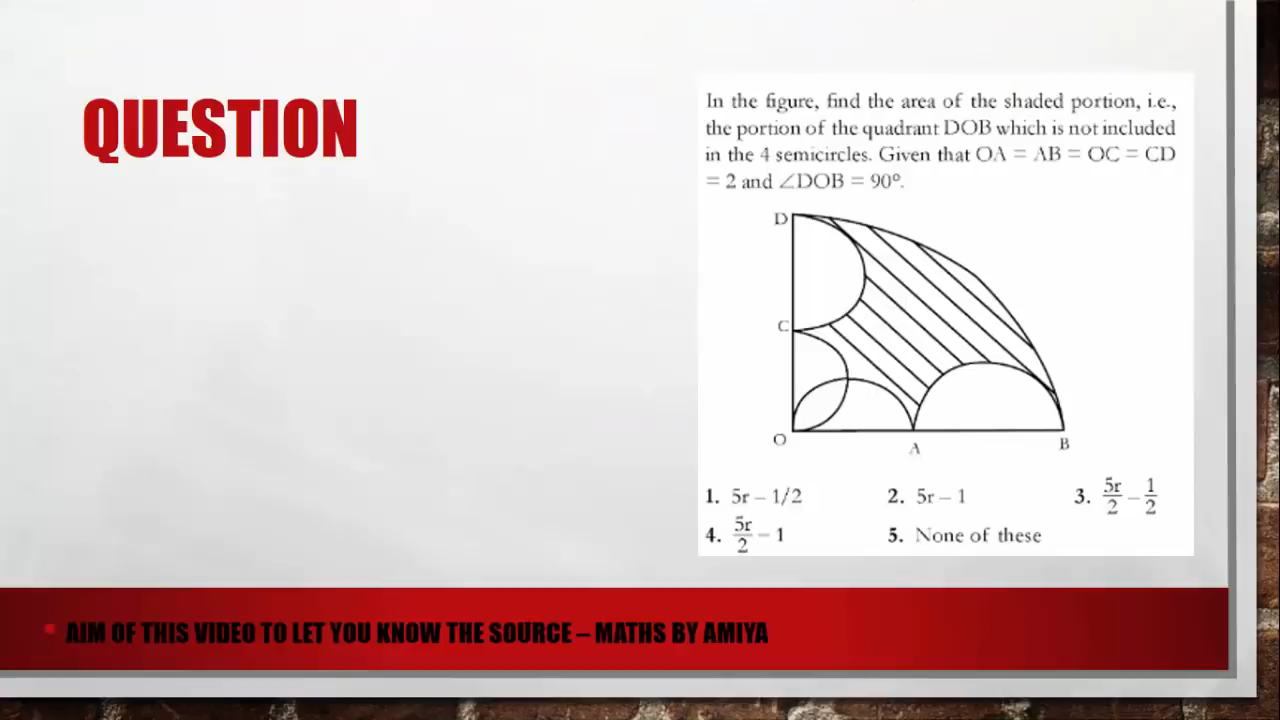 QUESTION
In the figure, find the area of the shaded portion, i.e.,
the portion of the quadrant DOB which is not included
in the 4 semicircles. Given that OA = AB = OC = CD
= 2 and ∠DOB = 90°.
D
C
O
A
B
1. 5r – 1/2 2. 5r – 1 3. 5r/2 – 1/2
4. 5r/2 – 1 5. None of these
• AIM OF THIS VIDEO TO LET YOU KNOW THE SOURCE – MATHS BY AMIYA